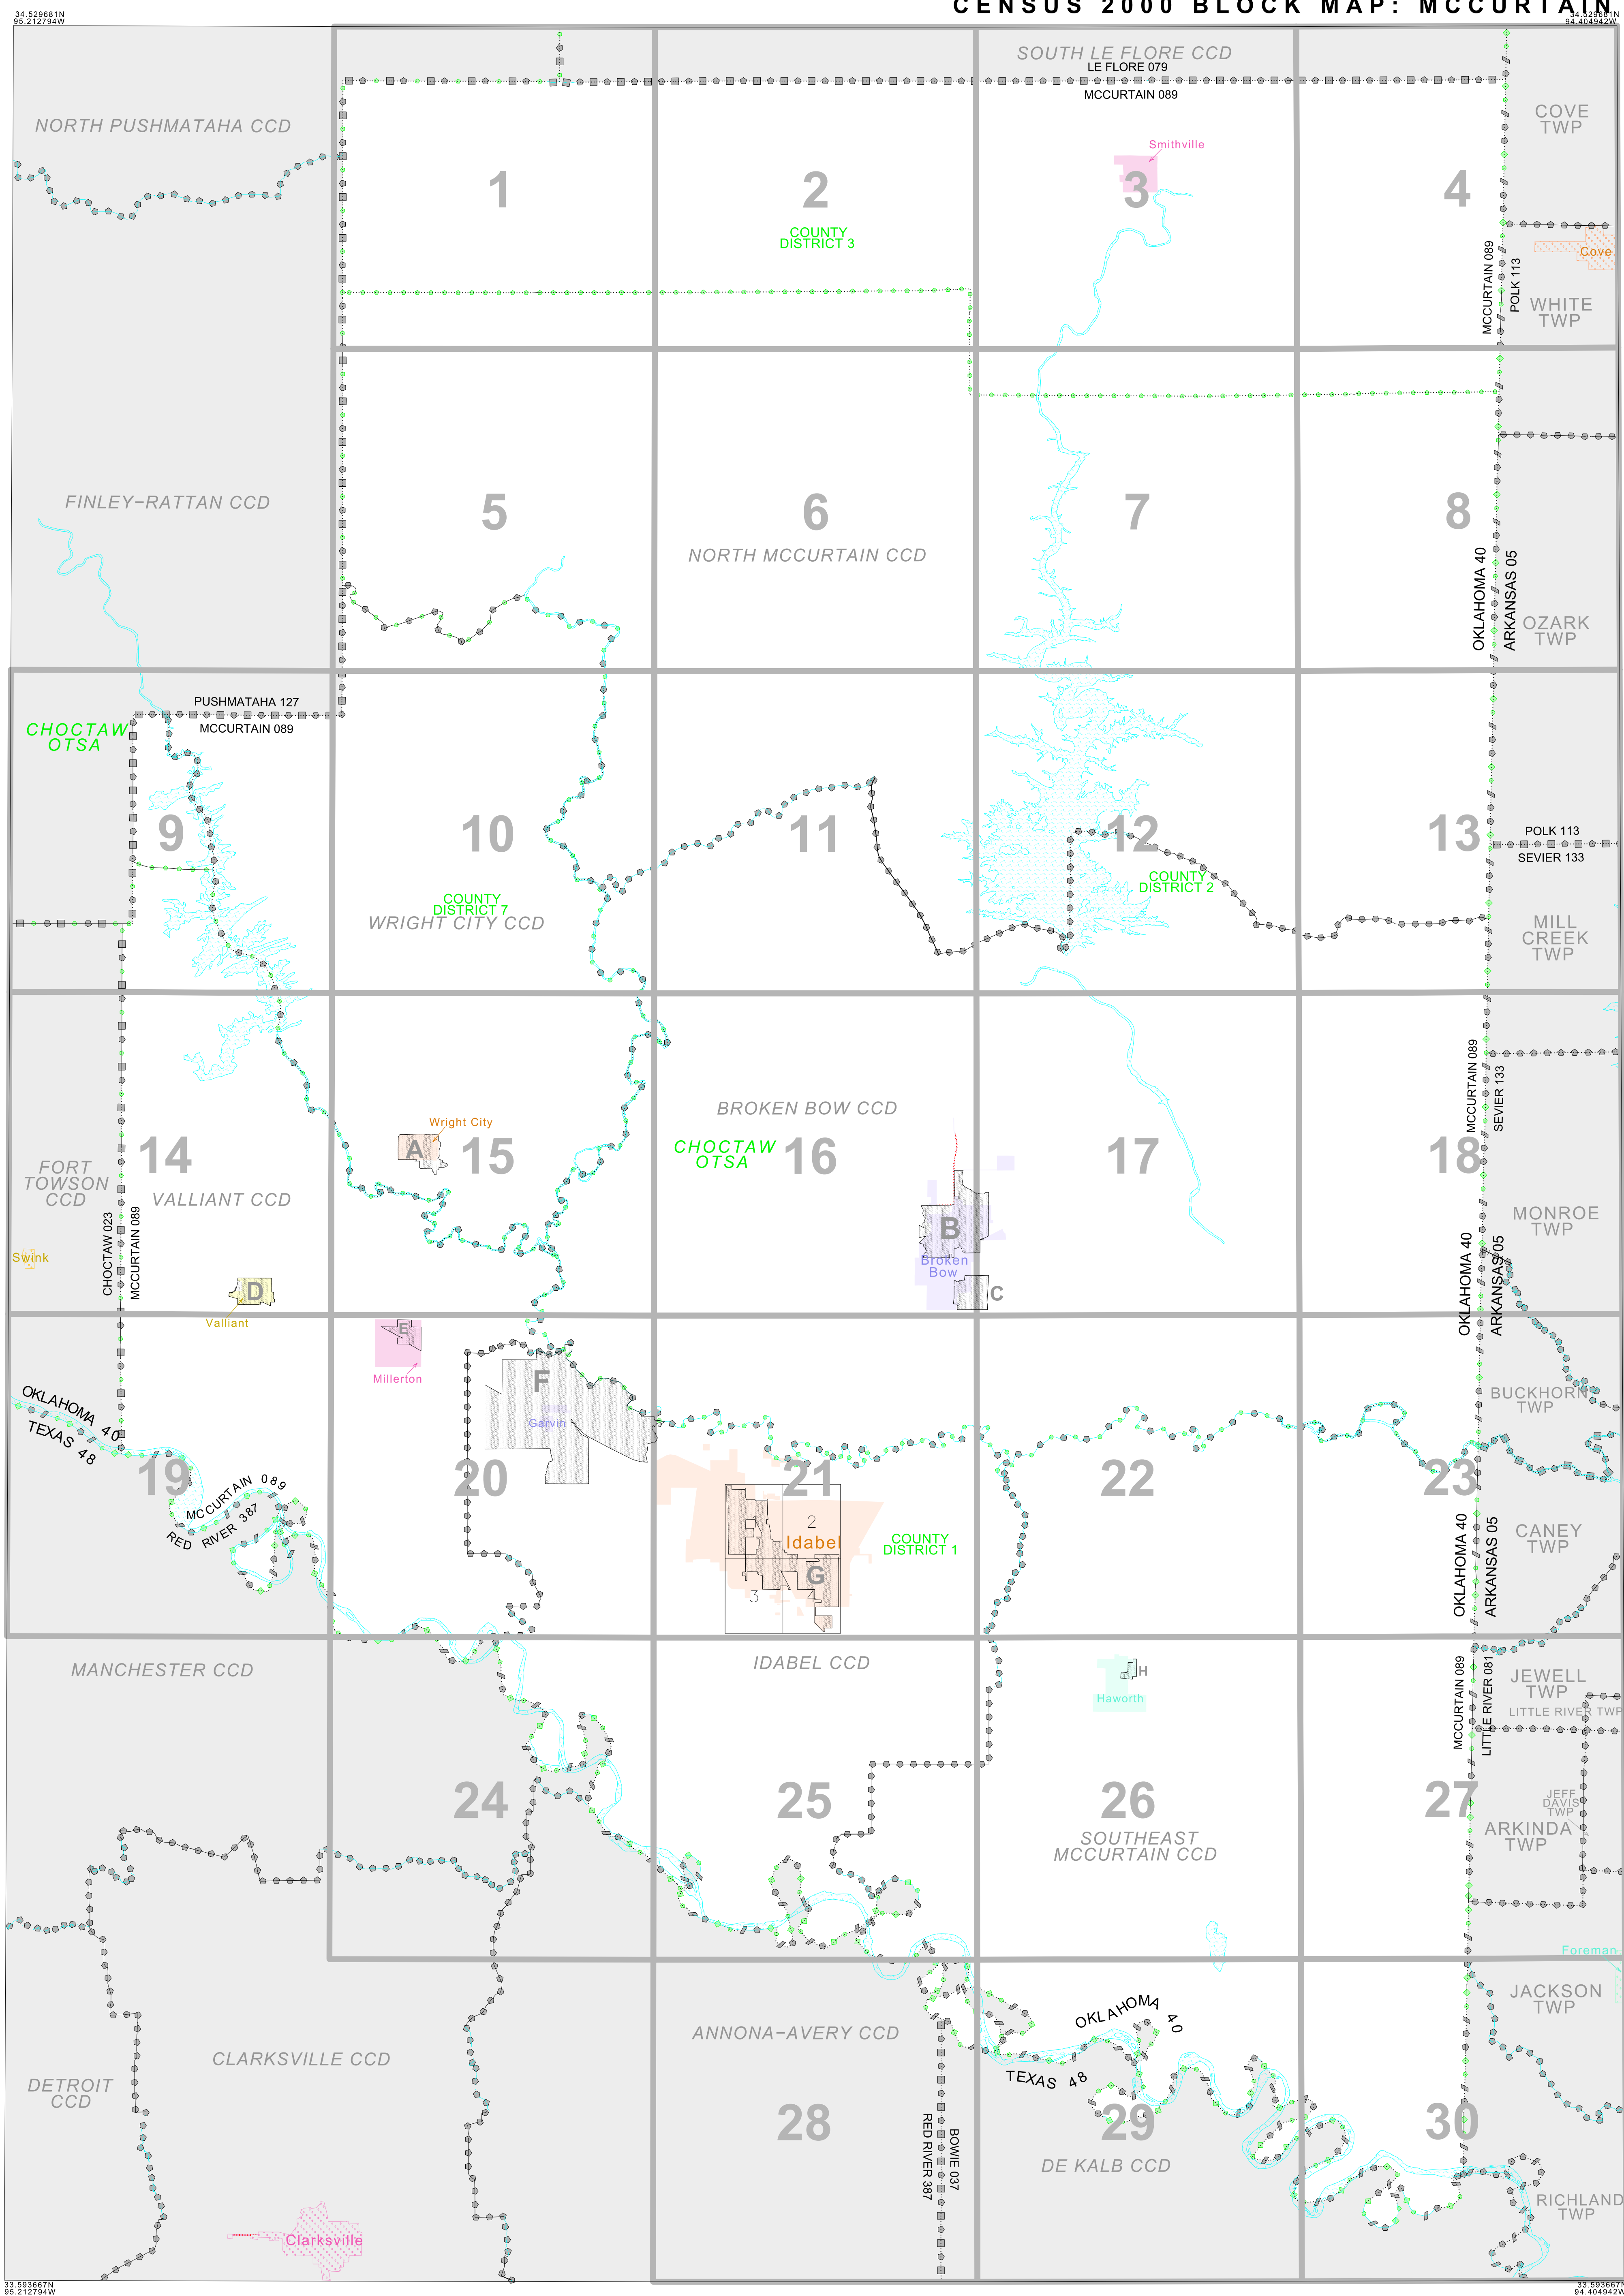 CENSUS 2000 BLOCK MAP: MCCURTAIN
34.529681N
95.212794W
34.529681N
94.404942W
SOUTH LE FLORE CCD
LE FLORE 079
MCCURTAIN 089
NORTH PUSHMATAHA CCD
COVE
TWP
Smithville
1
2
3
4
COUNTY
DISTRICT 3
MCCURTAIN 089
POLK 113
Cove
WHITE
TWP
FINLEY-RATTAN CCD
5
6
7
8
NORTH MCCURTAIN CCD
OKLAHOMA 40
ARKANSAS 05
OZARK
TWP
PUSHMATAHA 127
MCCURTAIN 089
CHOCTAW
OTSA
9
10
11
12
13
POLK 113
SEVIER 133
COUNTY
DISTRICT 2
COUNTY
DISTRICT 7
WRIGHT CITY CCD
MILL
CREEK
TWP
MCCURTAIN 089
SEVIER 133
BROKEN BOW CCD
Wright City
A
CHOCTAW
OTSA
14
15
16
17
18
FORT
TOWSON
CCD
VALLIANT CCD
CHOCTAW 023
MCCURTAIN 089
MONROE
TWP
B
Broken
Bow
C
Swink
D
Valliant
OKLAHOMA 40
ARKANSAS 05
E
Millerton
F
Garvin
BUCKHORN
TWP
OKLAHOMA 40
TEXAS 48
19
20
21
22
23
MCCURTAIN 089
RED RIVER 387
2
Idabel
COUNTY
DISTRICT 1
G
3
4
OKLAHOMA 40
ARKANSAS 05
CANEY
TWP
MANCHESTER CCD
IDABEL CCD
H
Haworth
MCCURTAIN 089
LITTLE RIVER 081
JEWELL
TWP
LITTLE RIVER TWP
24
25
26
27
JEFF
DAVIS
TWP
ARKINDA
TWP
SOUTHEAST
MCCURTAIN CCD
Foreman
JACKSON
TWP
OKLAHOMA 40
TEXAS 48
ANNONA-AVERY CCD
CLARKSVILLE CCD
DETROIT
CCD
28
29
30
RED RIVER 387
BOWIE 037
DE KALB CCD
RICHLAND
TWP
Clarksville
33.593667N
95.212794W
33.593667N
94.404942W